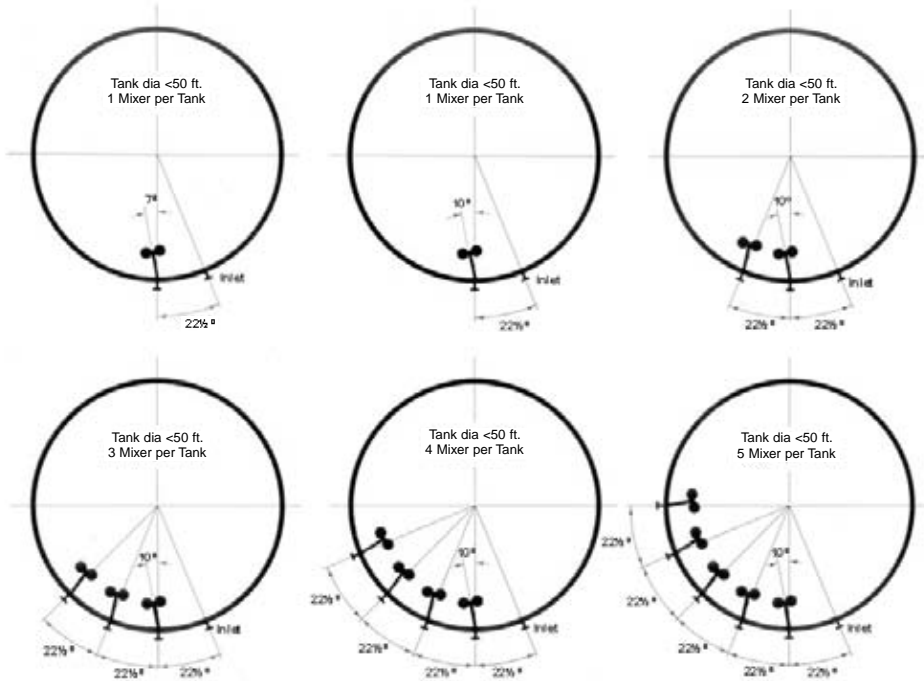 Tank dia <50 ft.
1 Mixer per Tank
7°
Inlet
22½°
Tank dia <50 ft.
1 Mixer per Tank
10°
Inlet
22½°
Tank dia <50 ft.
2 Mixer per Tank
10°
Inlet
22½°
22½°
Tank dia <50 ft.
3 Mixer per Tank
10°
Inlet
22½°
22½°
22½°
Tank dia <50 ft.
4 Mixer per Tank
10°
Inlet
22½°
22½°
22½°
22½°
Tank dia <50 ft.
5 Mixer per Tank
10°
22½°
22½°
Inlet
22½°
22½°
22½°